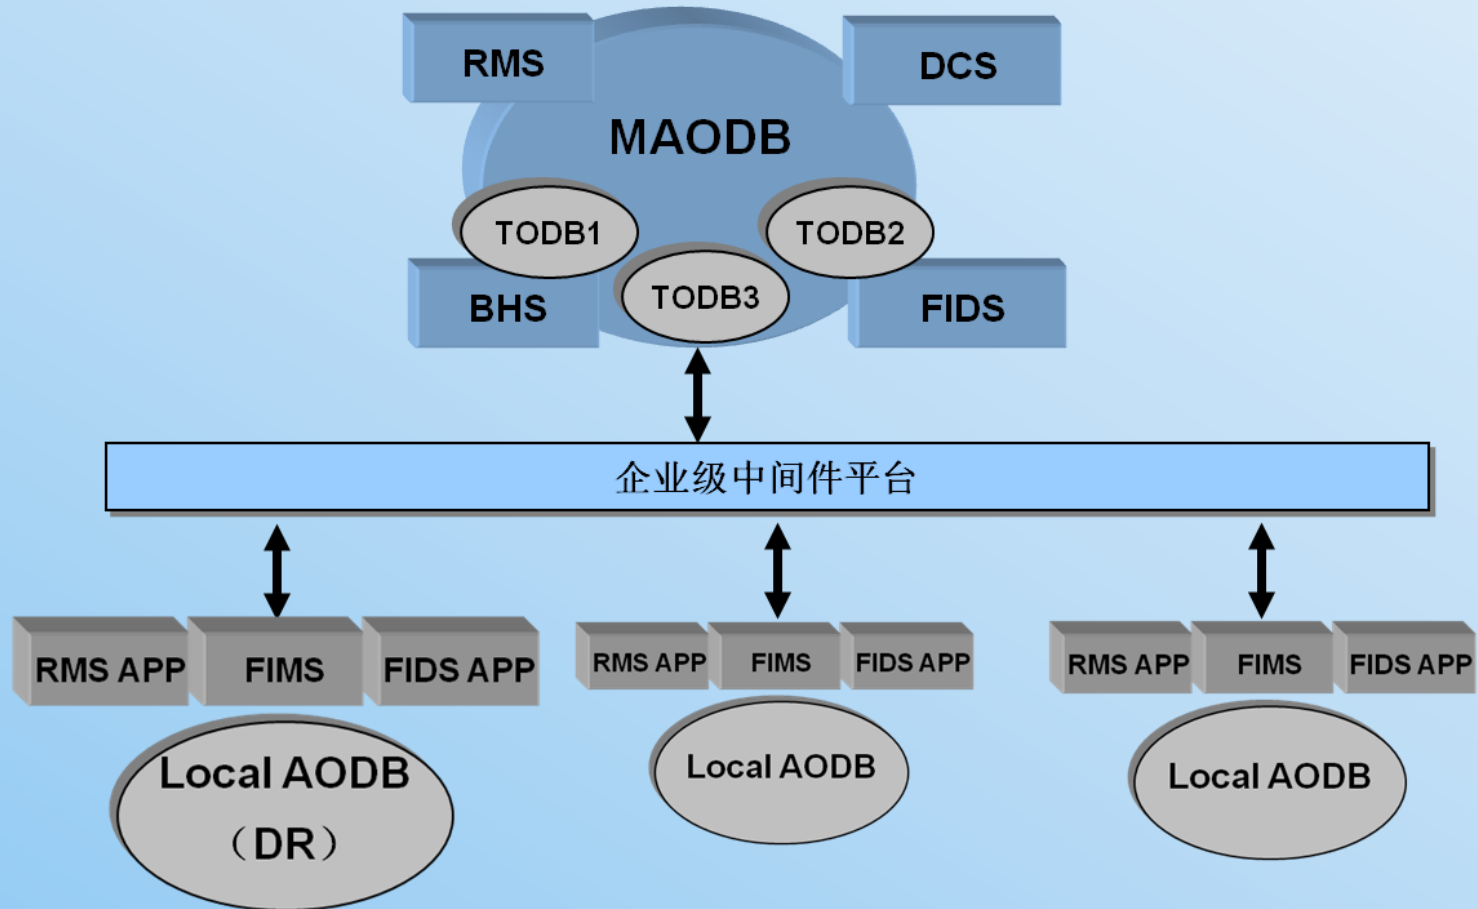 RMS
DCS
MAODB
TODB1
TODB2
TODB3
BHS
FIDS
企业级中间件平台
RMS APP
FIMS
FIDS APP
RMS APP
FIMS
FIDS APP
RMS APP
FIMS
FIDS APP
Local AODB
（DR）
Local AODB
Local AODB